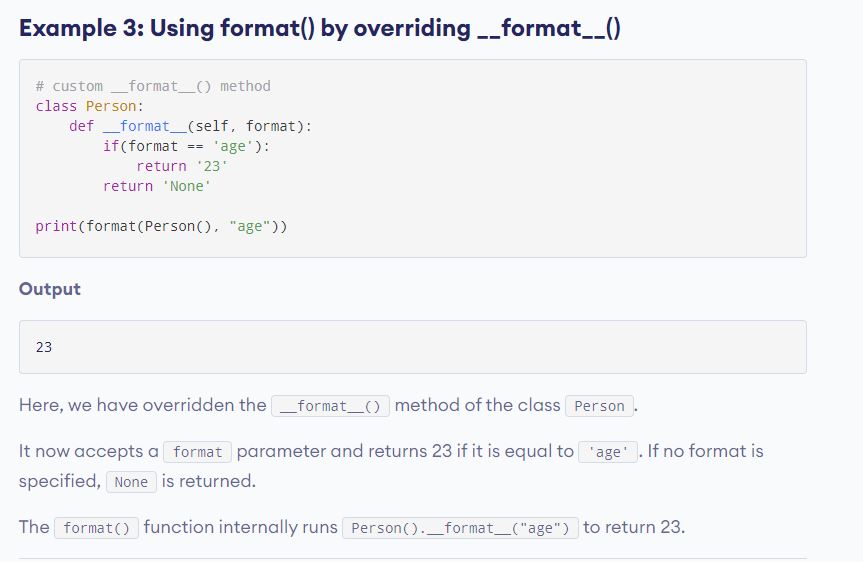 Example 3: Using format() by overriding __format__()
# custom __format__() method
class Person:
    def __format__(self, format):
        if(format == 'age'):
            return '23'
        return 'None'
print(format(Person(), "age"))
Output
23
Here, we have overridden the __format__() method of the class Person.
It now accepts a format parameter and returns 23 if it is equal to 'age'. If no format is
specified, None is returned.
The format() function internally runs Person().__format__("age") to return 23.